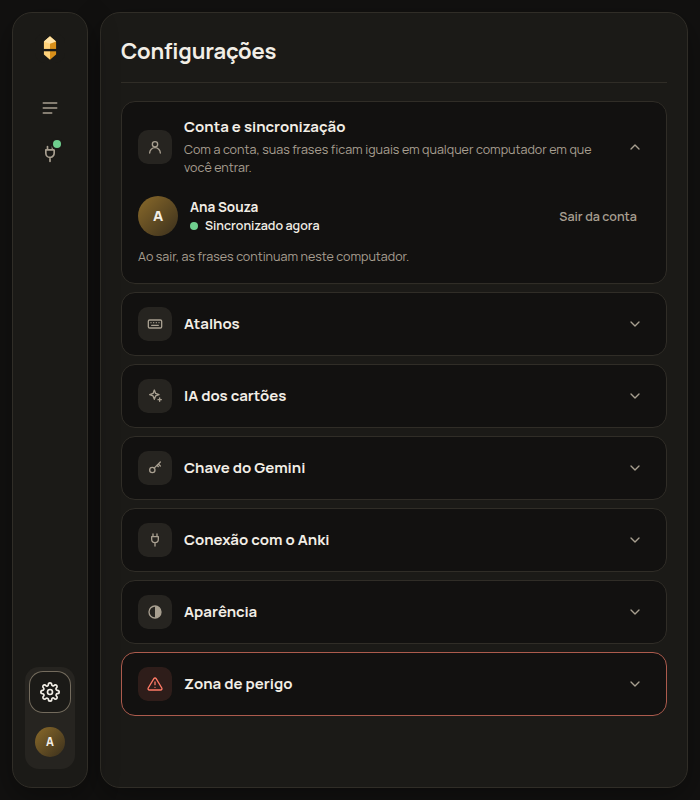 Configurações
Conta e sincronização
Com a conta, suas frases ficam iguais em qualquer computador em que
você entrar.
A
Ana Souza
Sincronizado agora
Sair da conta
Ao sair, as frases continuam neste computador.
Atalhos
IA dos cartões
Chave do Gemini
Conexão com o Anki
Aparência
Zona de perigo
A